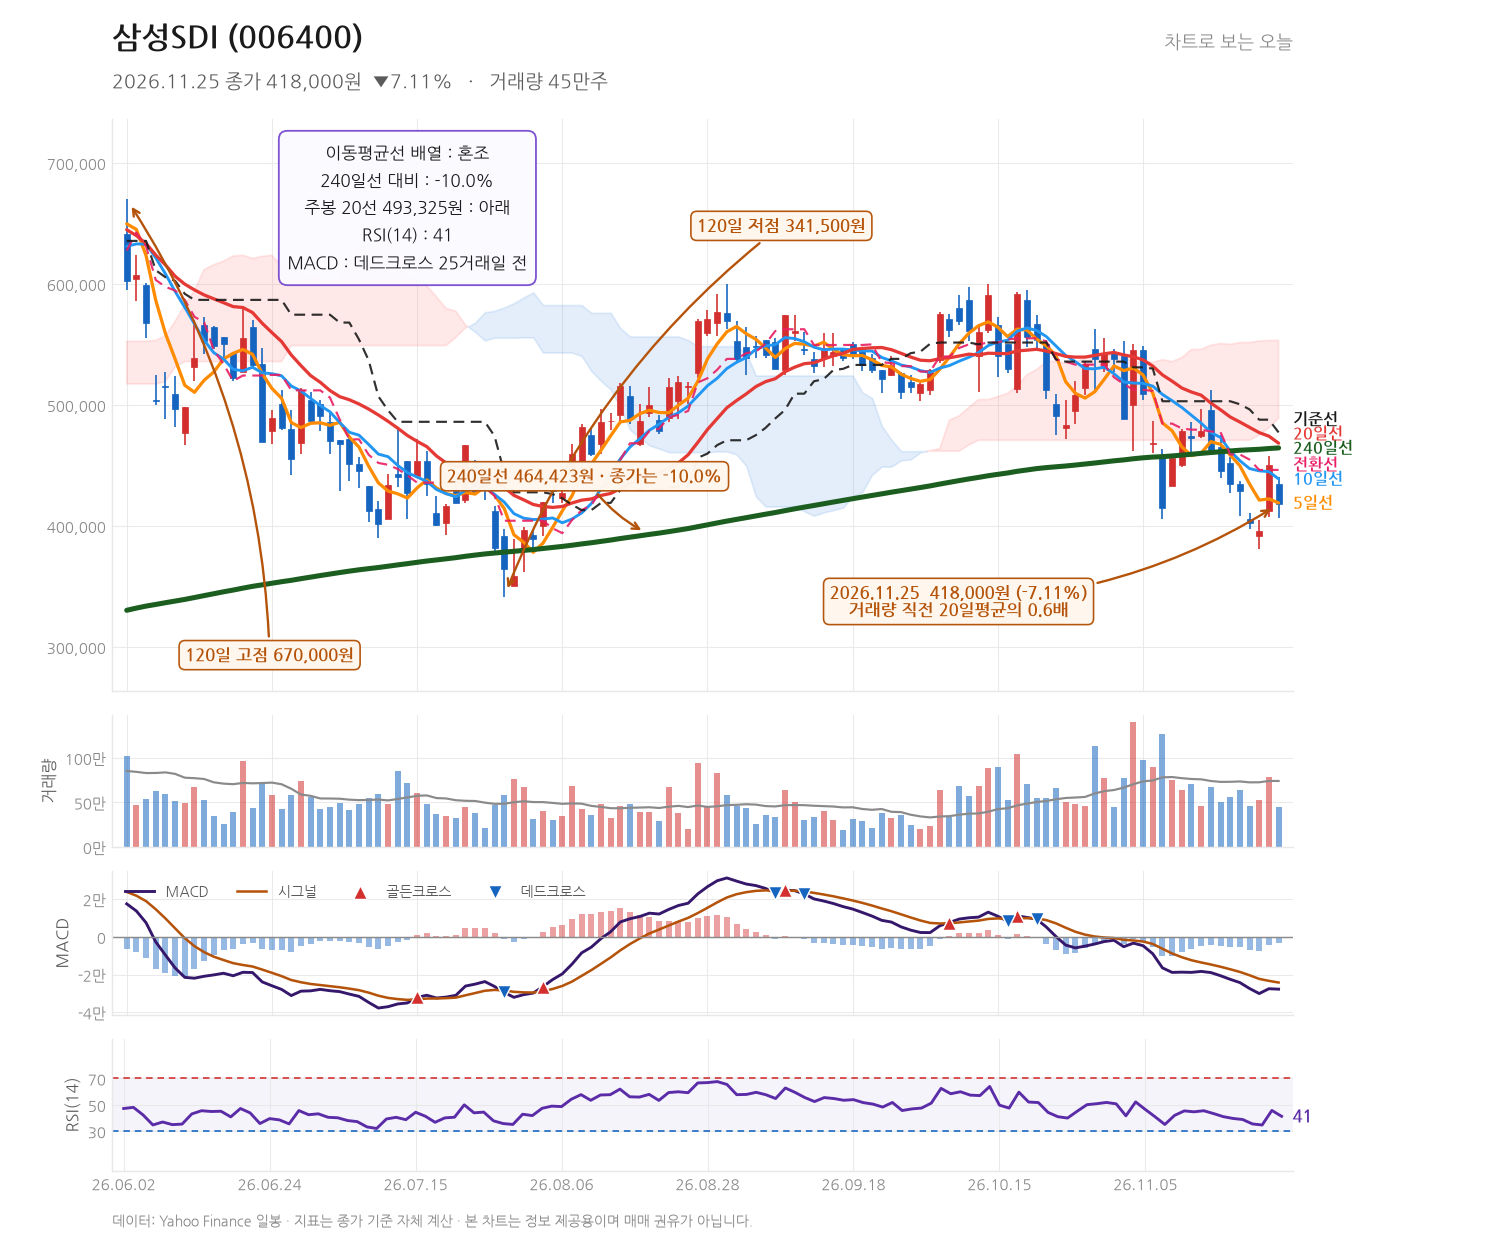 삼성SDI (006400)
차트로 보는 오늘
2026.11.25 종가 418,000원 ▼7.11% · 거래량 45만주
이동평균선 배열 : 혼조
240일선 대비 : -10.0%
주봉 20선 493,325원 : 아래
RSI(14) : 41
MACD : 데드크로스 25거래일 전
700,000
600,000
500,000
400,000
300,000
120일 저점 341,500원
240일선 464,423원 · 종가는 -10.0%
2026.11.25 418,000원 (-7.11%)
거래량 직전 20일평균의 0.6배
120일 고점 670,000원
기준선
20일선
240일선
전환선
10일선
5일선
거래량
100만
50만
0만
MACD
MACD
시그널
골든크로스
데드크로스
2만
0
-2만
-4만
RSI(14)
70
50
30
41
26.06.02
26.06.24
26.07.15
26.08.06
26.08.28
26.09.18
26.10.15
26.11.05
데이터: Yahoo Finance 일봉 · 지표는 종가 기준 자체 계산 · 본 차트는 정보 제공용이며 매매 권유가 아닙니다.